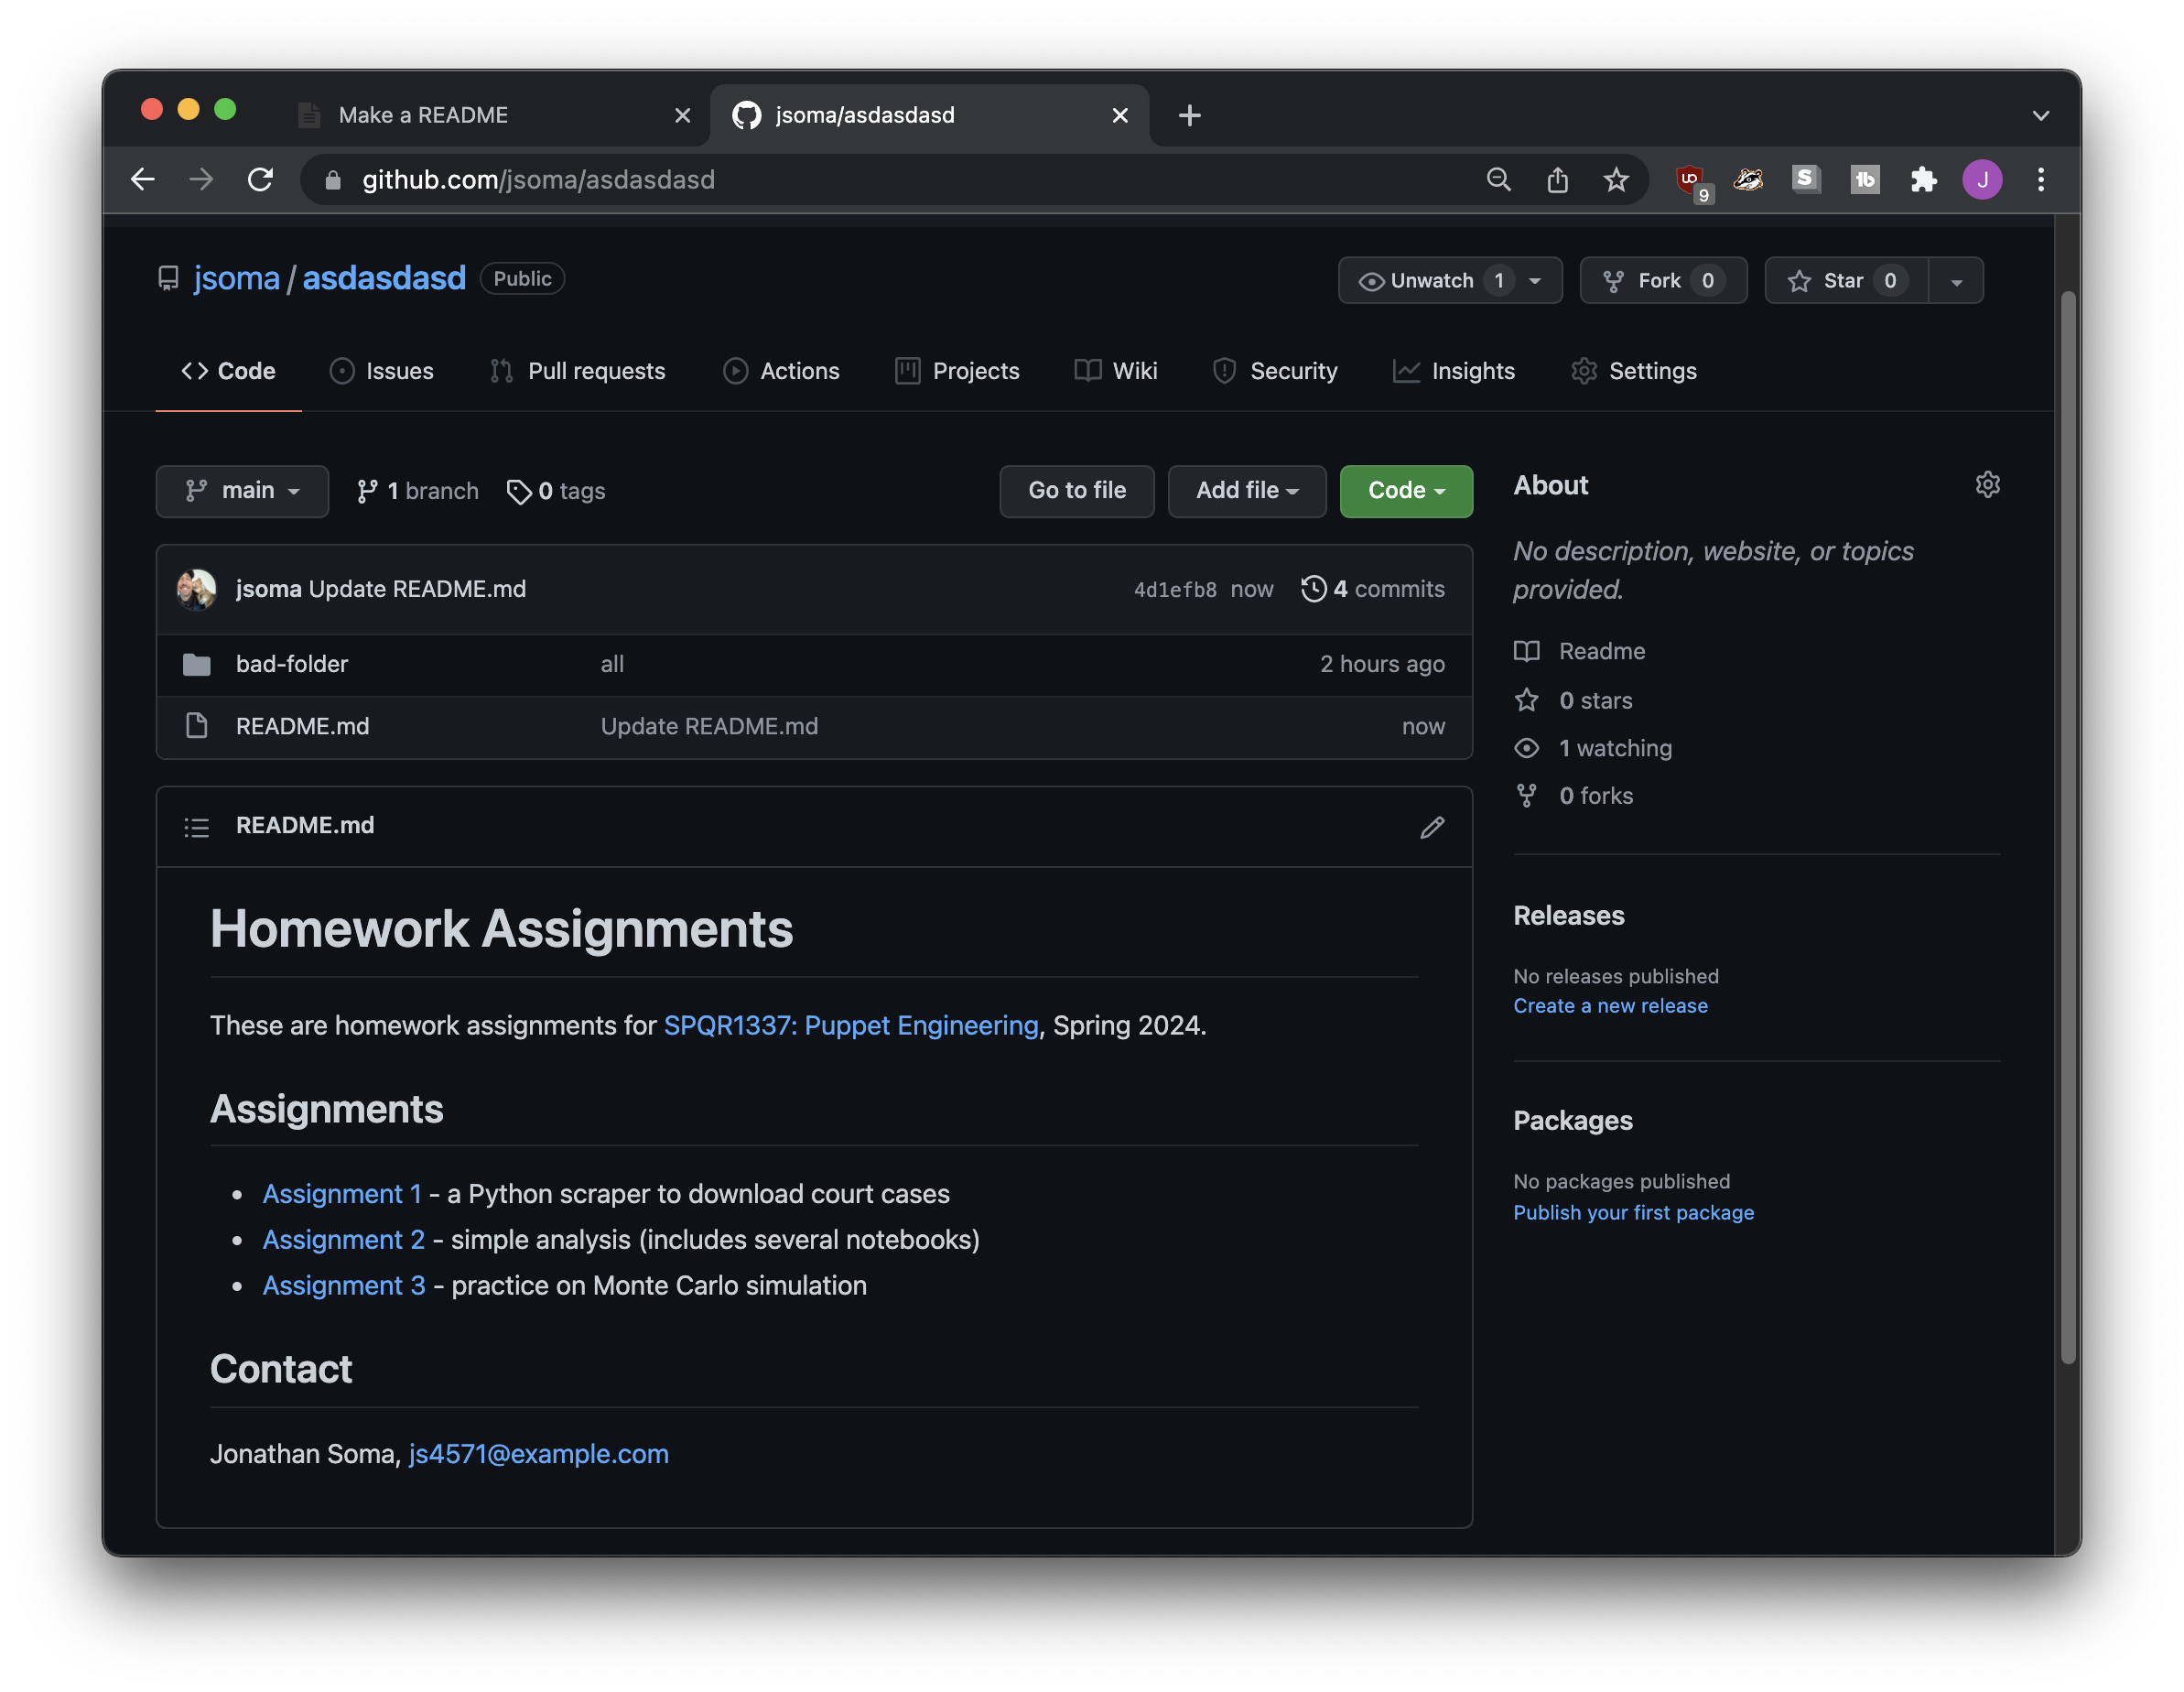 Make a README
jsoma/asdasdasd
github.com/jsoma/asdasdasd
9
J
jsoma / asdasdasd Public
Unwatch 1
Fork 0
Star 0
Code Issues Pull requests Actions Projects Wiki Security Insights Settings
main 1 branch 0 tags
Go to file Add file Code
jsoma Update README.md 4d1efb8 now 4 commits
bad-folder all 2 hours ago
README.md Update README.md now
README.md
Homework Assignments
These are homework assignments for SPQR1337: Puppet Engineering, Spring 2024.
Assignments
Assignment 1 - a Python scraper to download court cases
Assignment 2 - simple analysis (includes several notebooks)
Assignment 3 - practice on Monte Carlo simulation
Contact
Jonathan Soma, js4571@example.com
About
No description, website, or topics
provided.
Readme
0 stars
1 watching
0 forks
Releases
No releases published
Create a new release
Packages
No packages published
Publish your first package